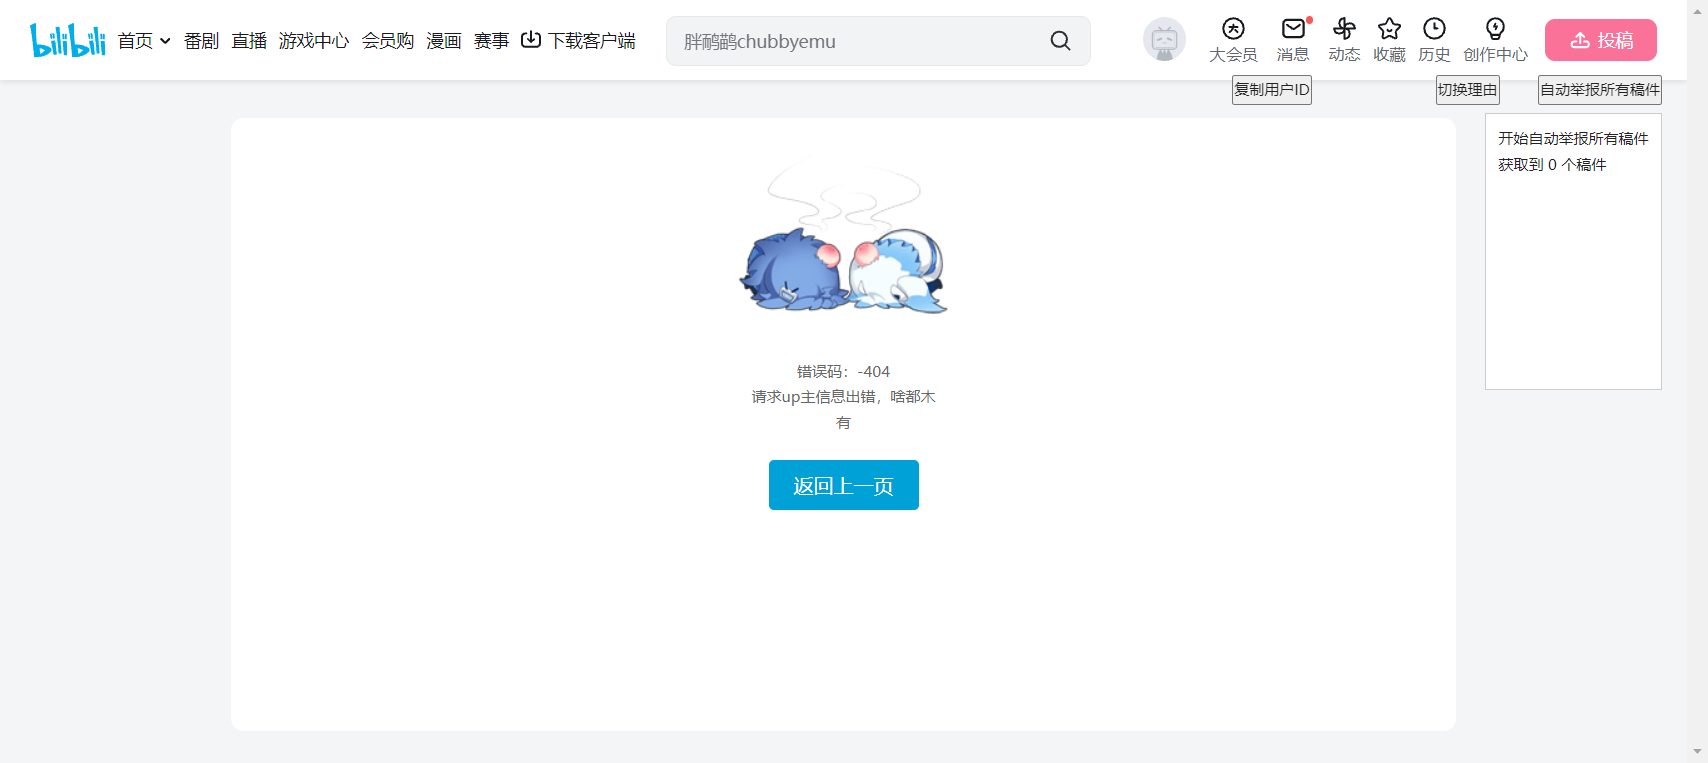 bilibili 首页 番剧 直播 游戏中心 会员购 漫画 赛事 下载客户端 胖鸸鹋chubbyemu 大会员 消息 动态 收藏 历史 创作中心 投稿
复制用户ID 切换理由 自动举报所有稿件
开始自动举报所有稿件
获取到 0 个稿件
错误码：-404
请求up主信息出错，啥都木
有
返回上一页